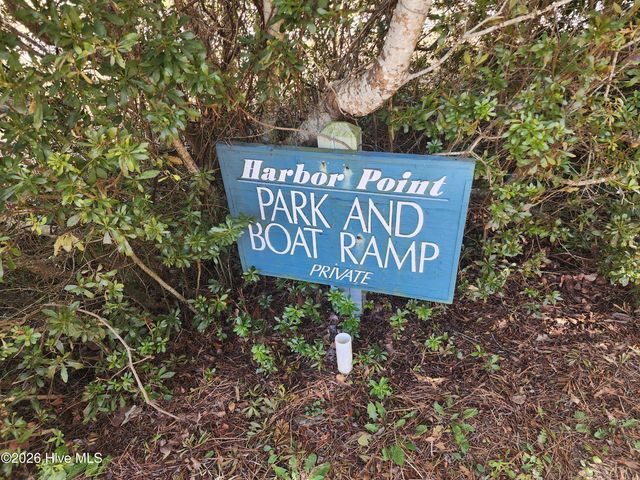 Harbor Point
PARK AND
BOAT RAMP
PRIVATE
©2026 Hive MLS